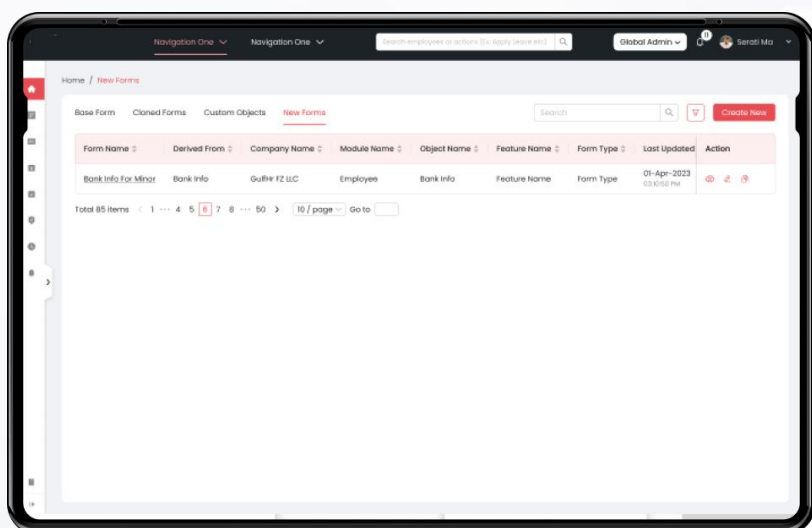 Navigation One Navigation One Search employees or actions (Ex: Apply Leave etc) Global Admin 11 Serati Ma
Home / New Forms
Base Form Cloned Forms Custom Objects New Forms Search Create New
Form Name Derived From Company Name Module Name Object Name Feature Name Form Type Last Updated Action
Bank Info For Minor Bank Info GulfHr FZ LLC Employee Bank Info Feature Name Form Type 01-Apr-2023
03:10:59 PM
Total 85 items < 1 ··· 4 5 6 7 8 ··· 50 > 10 / page Go to